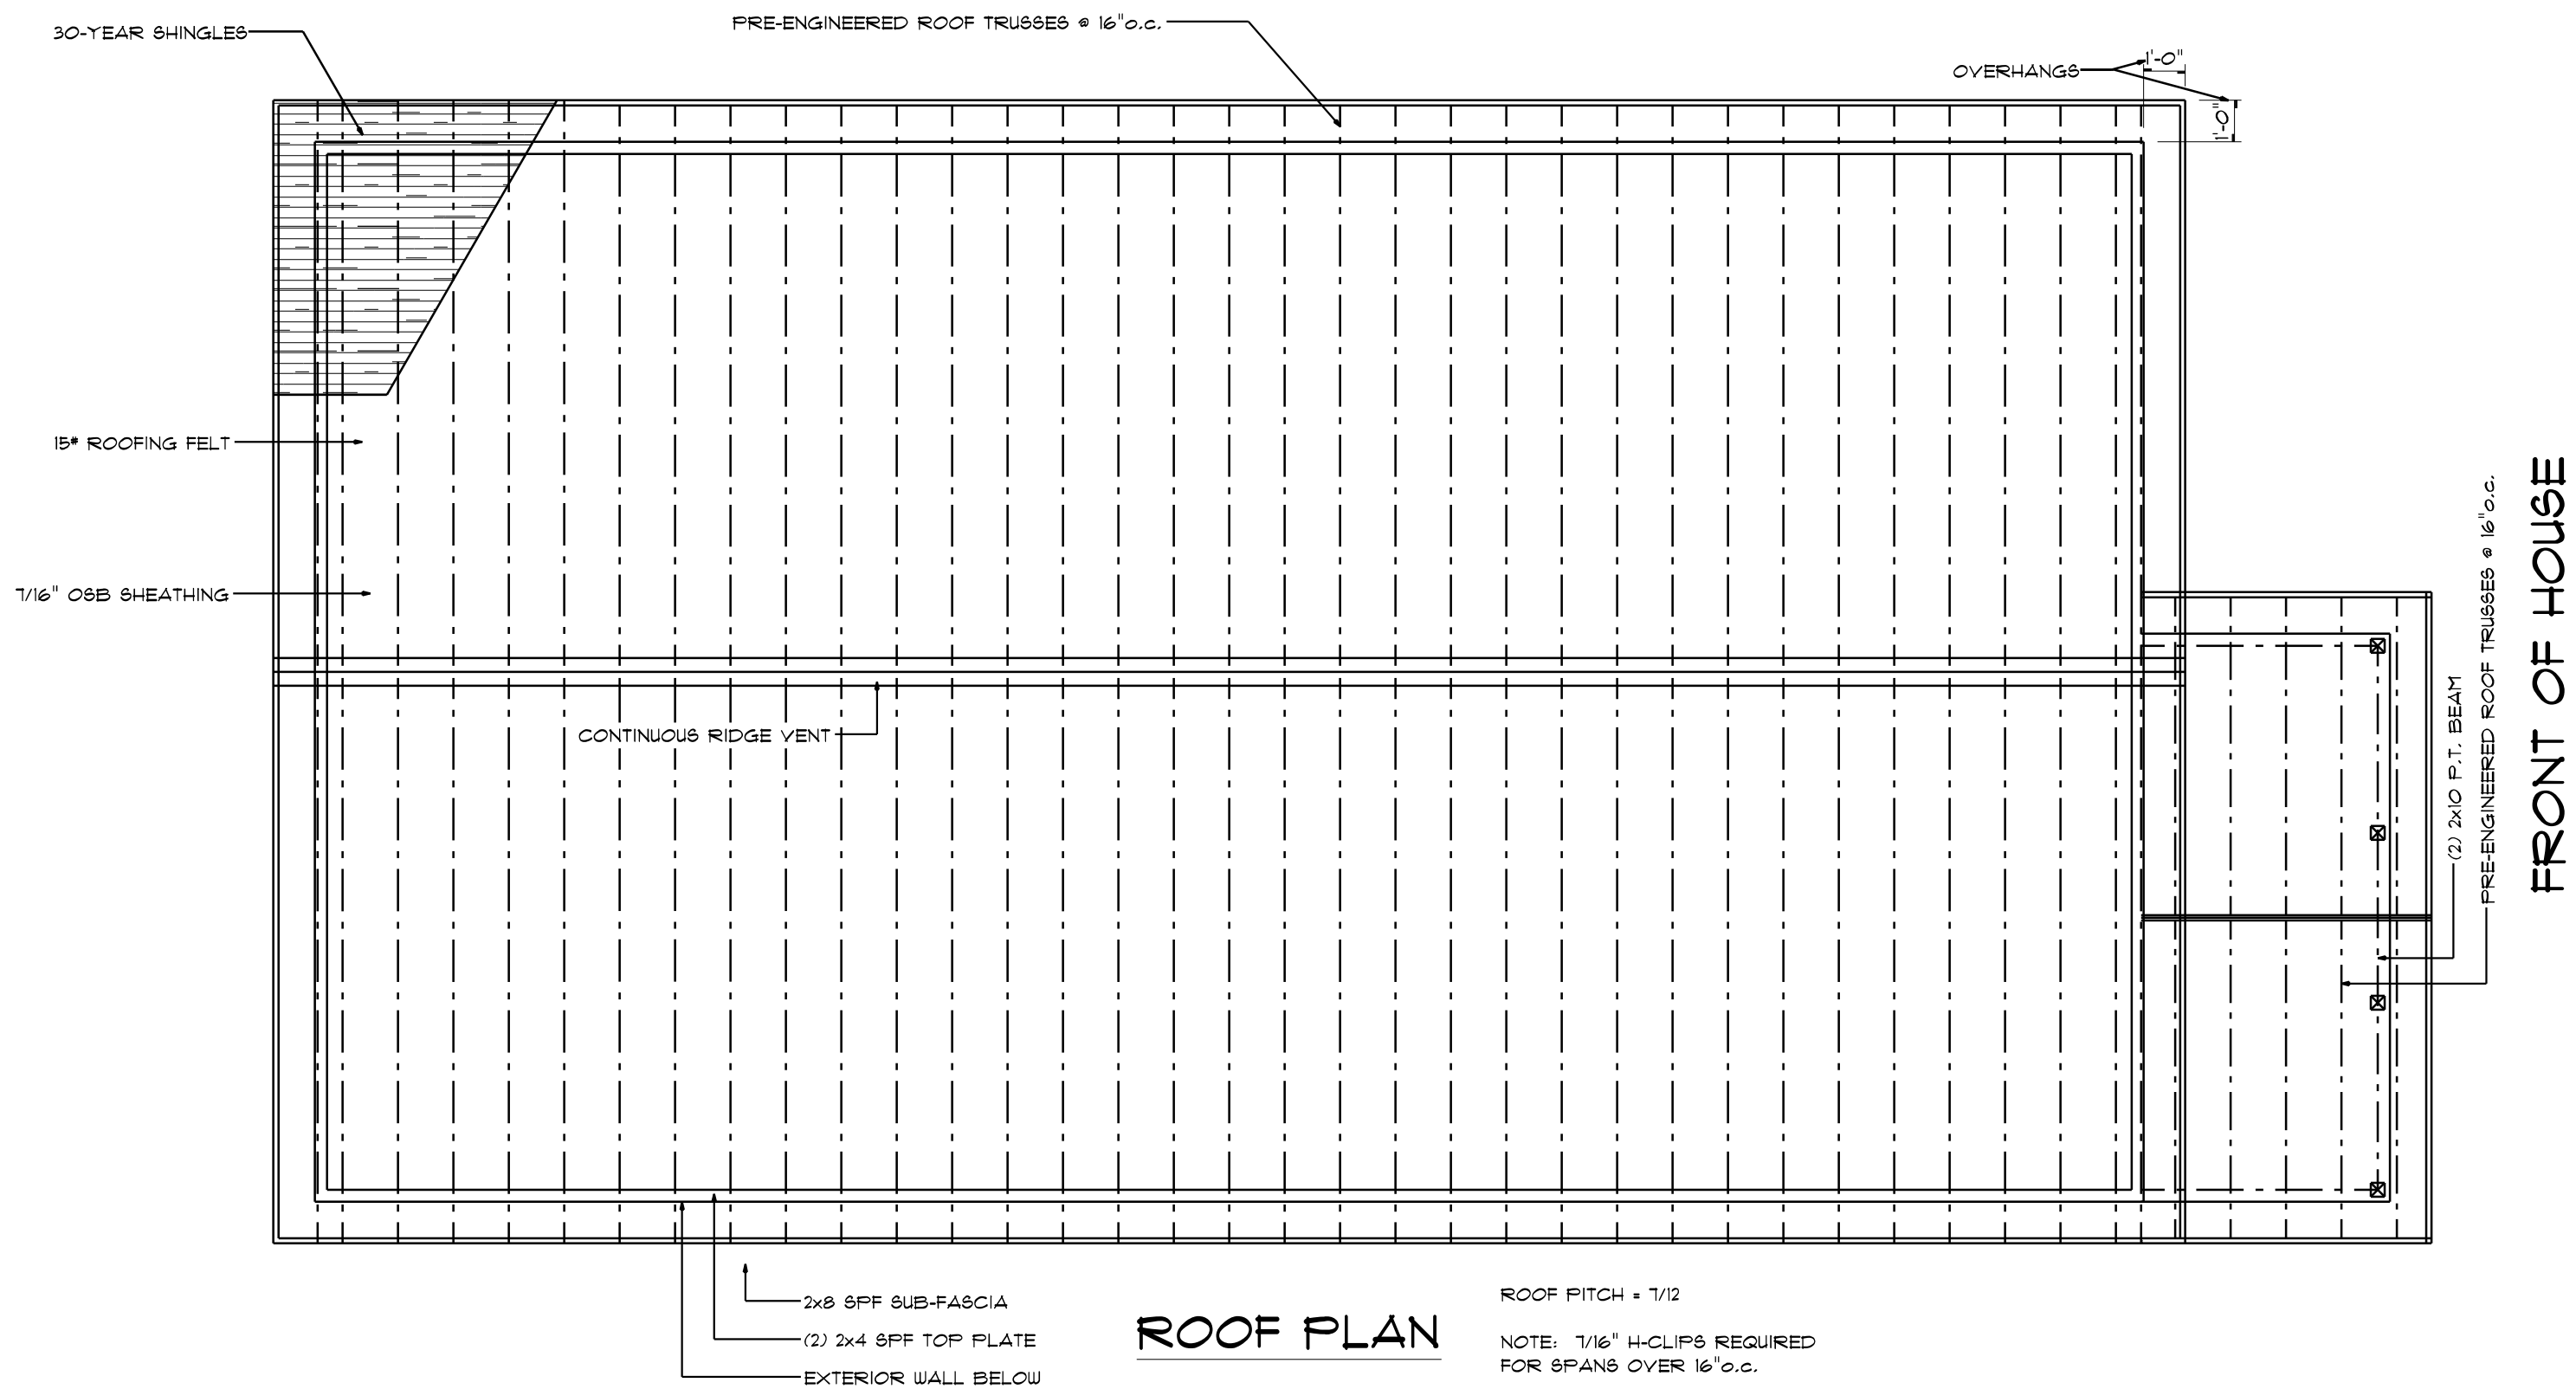 PRE-ENGINEERED ROOF TRUSSES @ 16"o.c.
30-YEAR SHINGLES
1'-0"
OVERHANGS
1'-0"
15# ROOFING FELT
7/16" OSB SHEATHING
CONTINUOUS RIDGE VENT
(2) 2x10 P.T. BEAM
PRE-ENGINEERED ROOF TRUSSES @ 16"o.c.
FRONT OF HOUSE
2x8 SPF SUB-FASCIA
(2) 2x4 SPF TOP PLATE
EXTERIOR WALL BELOW
ROOF PLAN
ROOF PITCH = 7/12
NOTE: 7/16" H-CLIPS REQUIRED
FOR SPANS OVER 16"o.c.